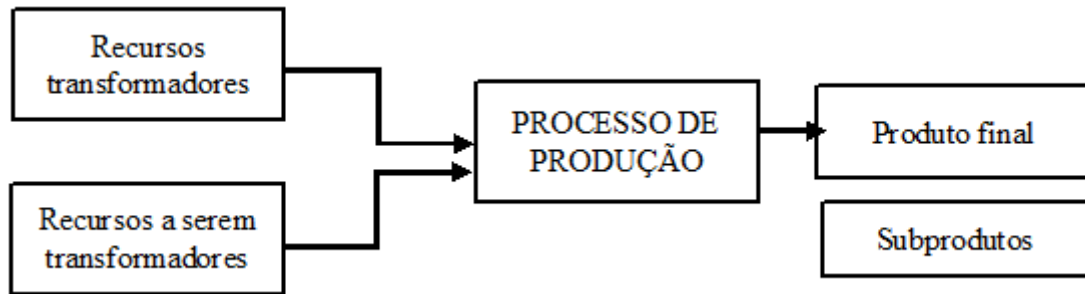 Recursos
transformadores
Recursos a serem
transformadores
PROCESSO DE
PRODUÇÃO
Produto final
Subprodutos